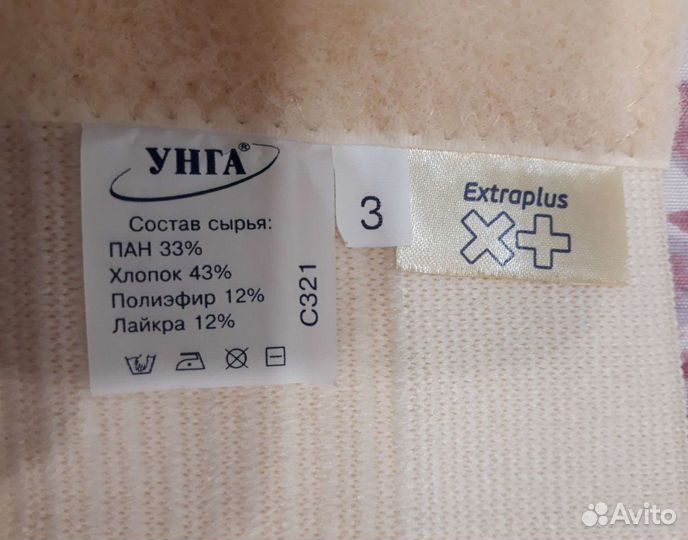 УНГА®
Состав сырья:
ПАН 33%
Хлопок 43%
Полиэфир 12%
Лайкра 12%
С321
3
Extraplus
Avito